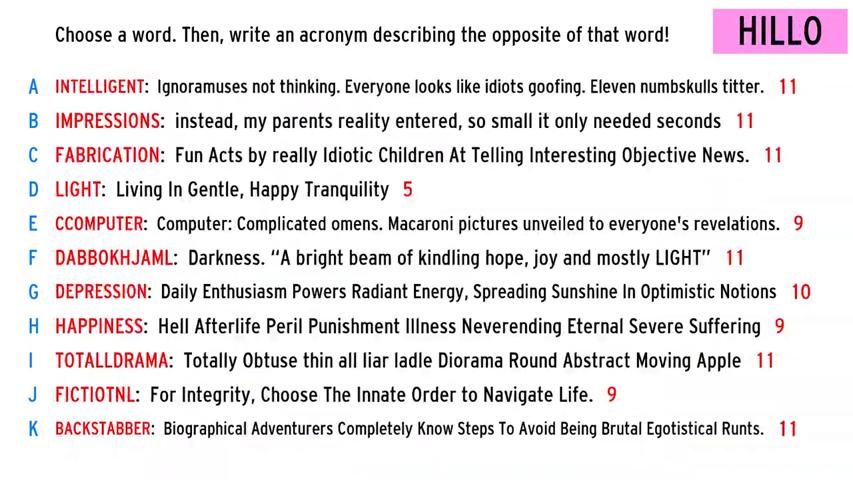 Choose a word. Then, write an acronym describing the opposite of that word!
HILLO
A INTELLIGENT: Ignoramuses not thinking. Everyone looks like idiots goofing. Eleven numbskulls titter. 11
B IMPRESSIONS: instead, my parents reality entered, so small it only needed seconds 11
C FABRICATION: Fun Acts by really Idiotic Children At Telling Interesting Objective News. 11
D LIGHT: Living In Gentle, Happy Tranquility 5
E CCOMPUTER: Computer: Complicated omens. Macaroni pictures unveiled to everyone's revelations. 9
F DABBOKHJAML: Darkness. “A bright beam of kindling hope, joy and mostly LIGHT” 11
G DEPRESSION: Daily Enthusiasm Powers Radiant Energy, Spreading Sunshine In Optimistic Notions 10
H HAPPINESS: Hell Afterlife Peril Punishment Illness Neverending Eternal Severe Suffering 9
I TOTALLDRAMA: Totally Obtuse thin all liar ladle Diorama Round Abstract Moving Apple 11
J FICTIOTNL: For Integrity, Choose The Innate Order to Navigate Life. 9
K BACKSTABBER: Biographical Adventurers Completely Know Steps To Avoid Being Brutal Egotistical Runts. 11